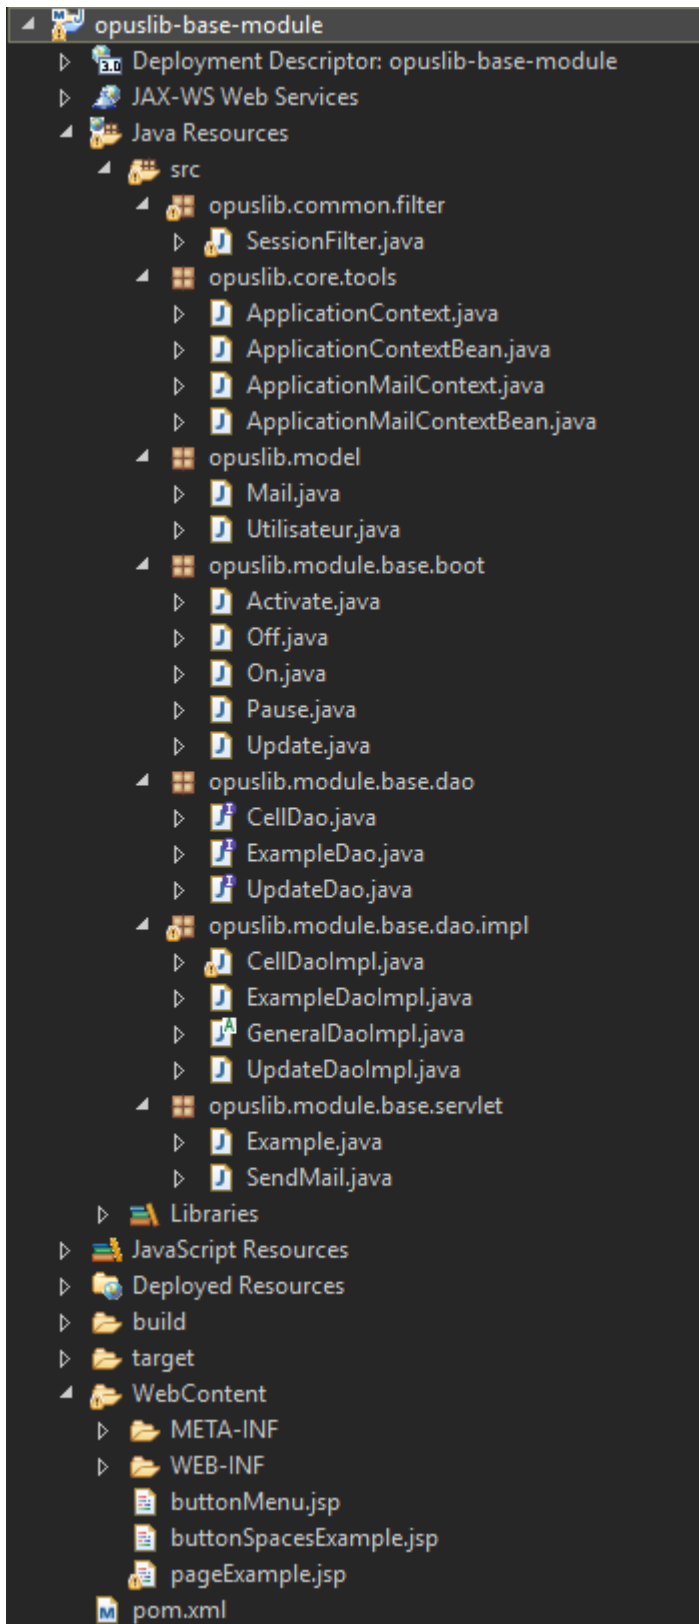 opuslib-base-module
Deployment Descriptor: opuslib-base-module
JAX-WS Web Services
Java Resources
src
opuslib.common.filter
SessionFilter.java
opuslib.core.tools
ApplicationContext.java
ApplicationContextBean.java
ApplicationMailContext.java
ApplicationMailContextBean.java
opuslib.model
Mail.java
Utilisateur.java
opuslib.module.base.boot
Activate.java
Off.java
On.java
Pause.java
Update.java
opuslib.module.base.dao
CellDao.java
ExampleDao.java
UpdateDao.java
opuslib.module.base.dao.impl
CellDaoImpl.java
ExampleDaoImpl.java
GeneralDaoImpl.java
UpdateDaoImpl.java
opuslib.module.base.servlet
Example.java
SendMail.java
Libraries
JavaScript Resources
Deployed Resources
build
target
WebContent
META-INF
WEB-INF
buttonMenu.jsp
buttonSpacesExample.jsp
pageExample.jsp
pom.xml